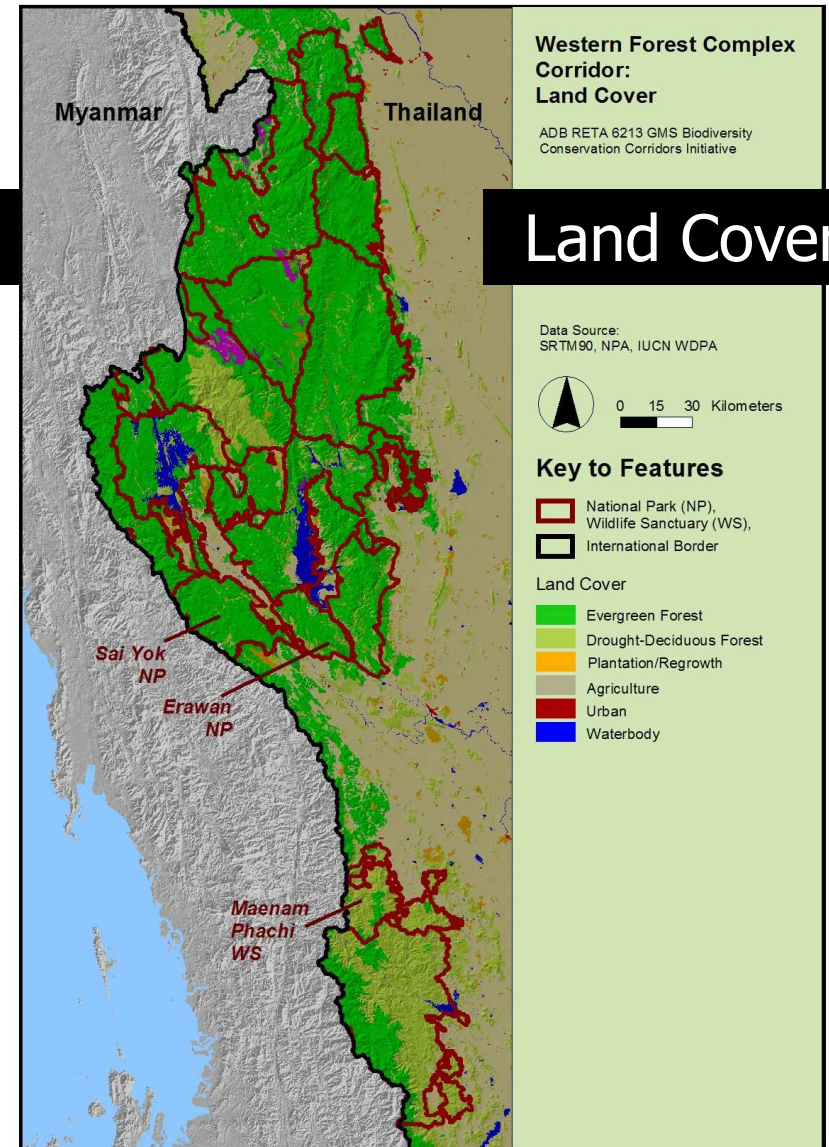 Western Forest Complex
Corridor:
Land Cover
ADB RETA 6213 GMS Biodiversity
Conservation Corridors Initiative
Myanmar
Thailand
Land Cover
Data Source:
SRTM90, NPA, IUCN WDPA
0 15 30 Kilometers
Key to Features
National Park (NP),
Wildlife Sanctuary (WS),
International Border
Land Cover
Evergreen Forest
Drought-Deciduous Forest
Plantation/Regrowth
Agriculture
Urban
Waterbody
Sai Yok
NP
Erawan
NP
Maenam
Phachi
WS